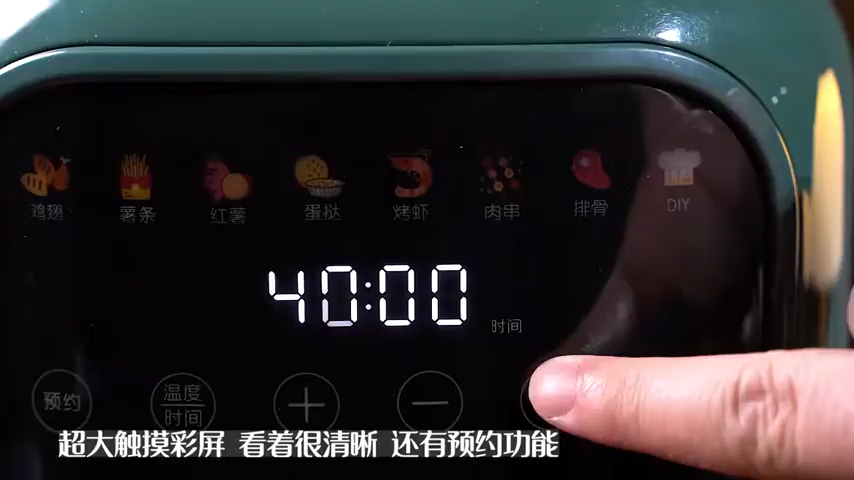 鸡翅 薯条 红薯 蛋挞 烤虾 肉串 排骨 DIY
40:00 时间
预约 温度 + −
时间
超大触摸彩屏 看着很清晰 还有预约功能